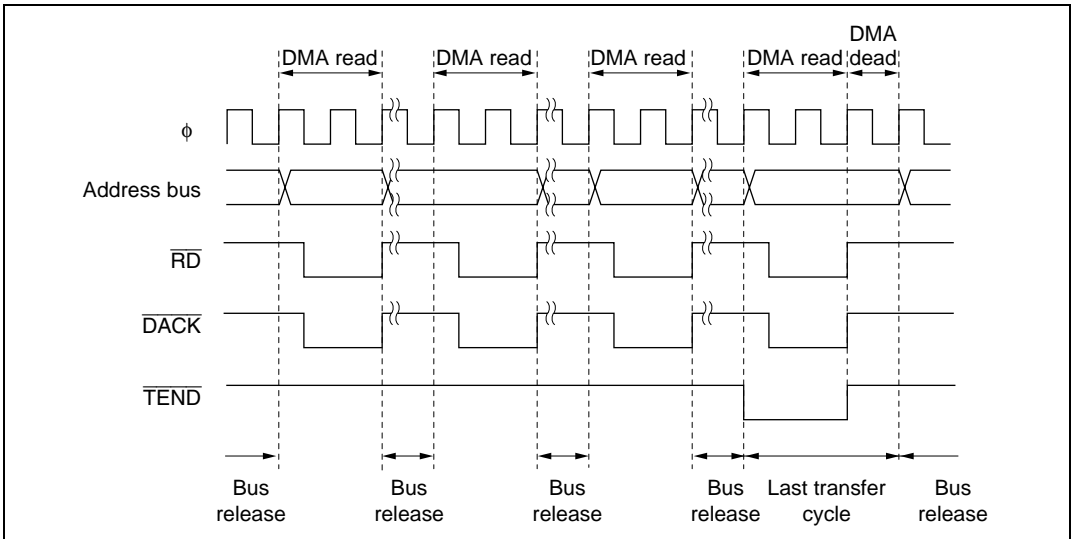 DMA
DMA read DMA read DMA read DMA read dead
ϕ
Address bus
RD
DACK
TEND
Bus Bus Bus Bus Last transfer Bus
release release release release cycle release